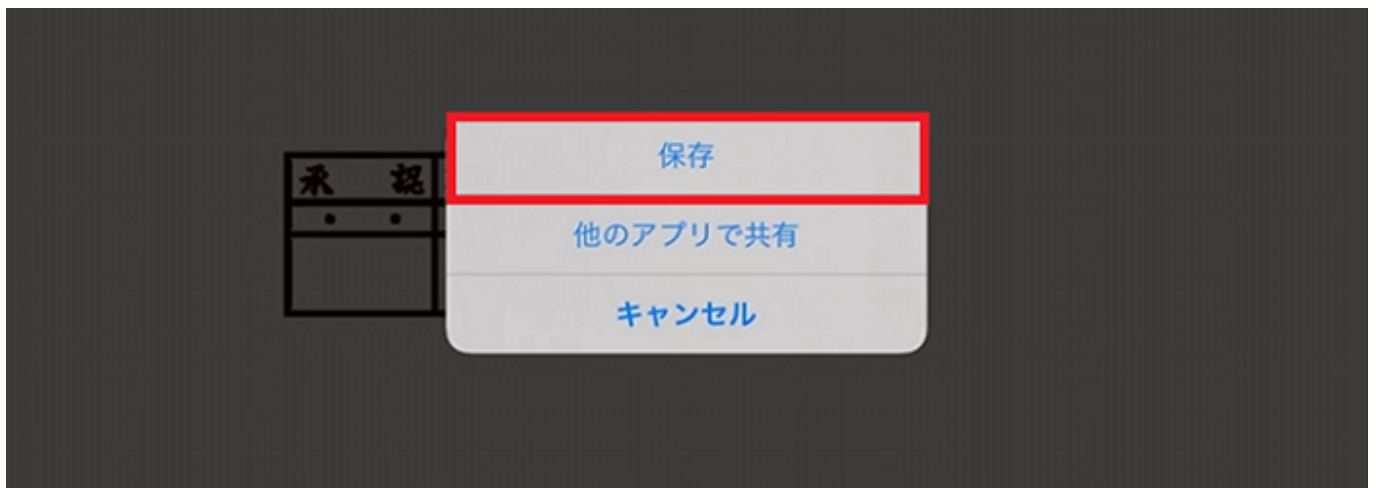 承 認
保存
他のアプリで共有
キャンセル